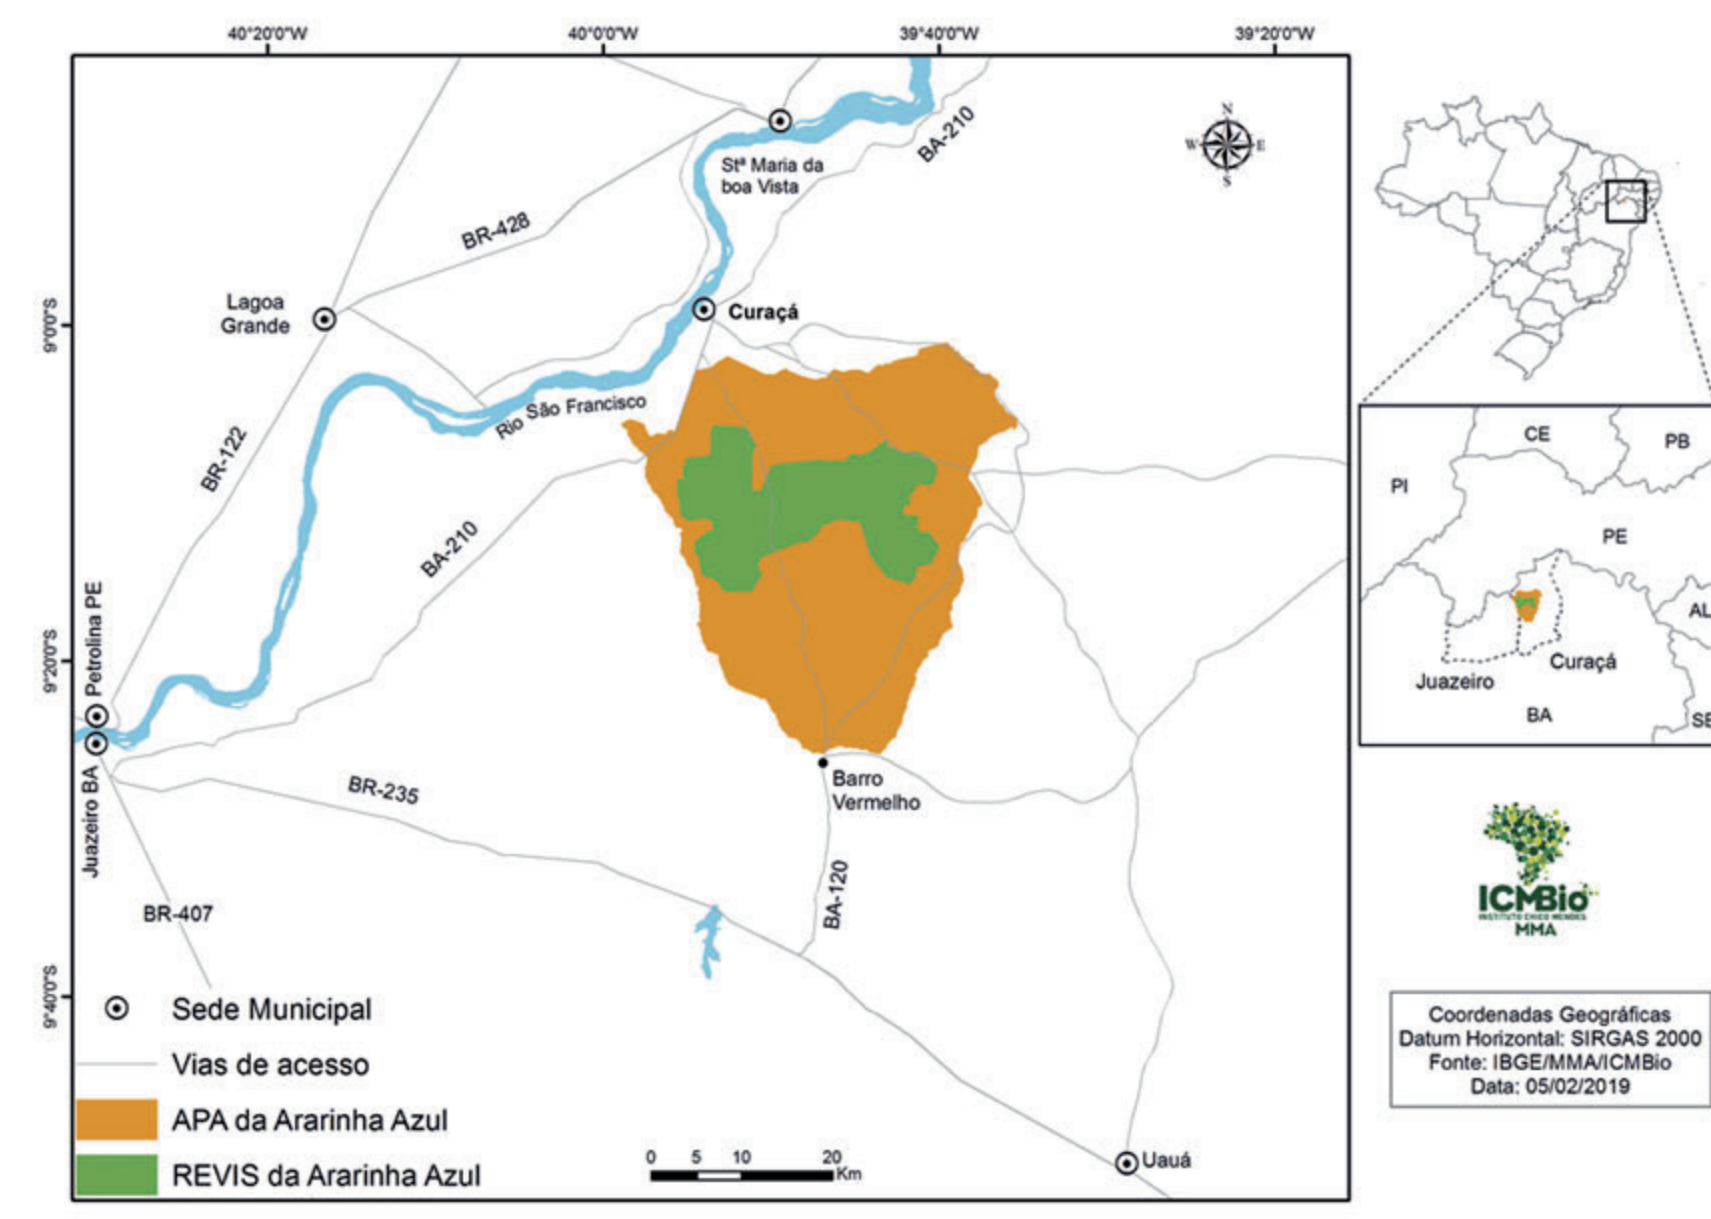 40°20'0"W
40°0'0"W
39°40'0"W
39°20'0"W
9°0'0"S
9°20'0"S
9°40'0"S
BA-210
N
W
E
S
Stª Maria da
boa Vista
BR-428
Lagoa
Grande
Curaçá
Rio São Francisco
BR-122
BA-210
Petrolina PE
Juazeiro BA
BR-235
Barro
Vermelho
BR-407
BA-120
Uauá
Sede Municipal
Vias de acesso
APA da Ararinha Azul
REVIS da Ararinha Azul
0 5 10 20
Km
CE
PB
PI
PE
AL
Curaçá
Juazeiro
BA
SE
ICMBio
INSTITUTO CHICO MENDES
MMA
Coordenadas Geográficas
Datum Horizontal: SIRGAS 2000
Fonte: IBGE/MMA/ICMBio
Data: 05/02/2019